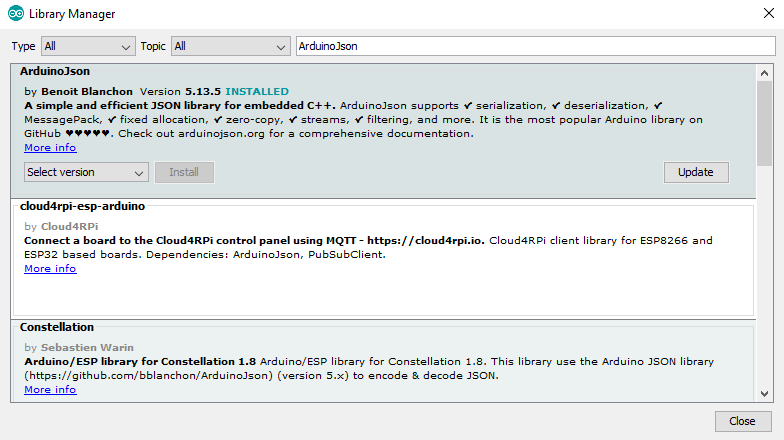 Library Manager
Type All Topic All ArduinoJson
ArduinoJson
by Benoit Blanchon Version 5.13.5 INSTALLED
A simple and efficient JSON library for embedded C++. ArduinoJson supports ✔ serialization, ✔ deserialization, ✔
MessagePack, ✔ fixed allocation, ✔ zero-copy, ✔ streams, ✔ filtering, and more. It is the most popular Arduino library on
GitHub ♥♥♥♥♥. Check out arduinojson.org for a comprehensive documentation.
More info
Select version Install Update
cloud4rpi-esp-arduino
by Cloud4RPi
Connect a board to the Cloud4RPi control panel using MQTT - https://cloud4rpi.io. Cloud4RPi client library for ESP8266 and
ESP32 based boards. Dependencies: ArduinoJson, PubSubClient.
More info
Constellation
by Sebastien Warin
Arduino/ESP library for Constellation 1.8 Arduino/ESP library for Constellation 1.8. This library use the Arduino JSON library
(https://github.com/bblanchon/ArduinoJson) (version 5.x) to encode & decode JSON.
More info
Close